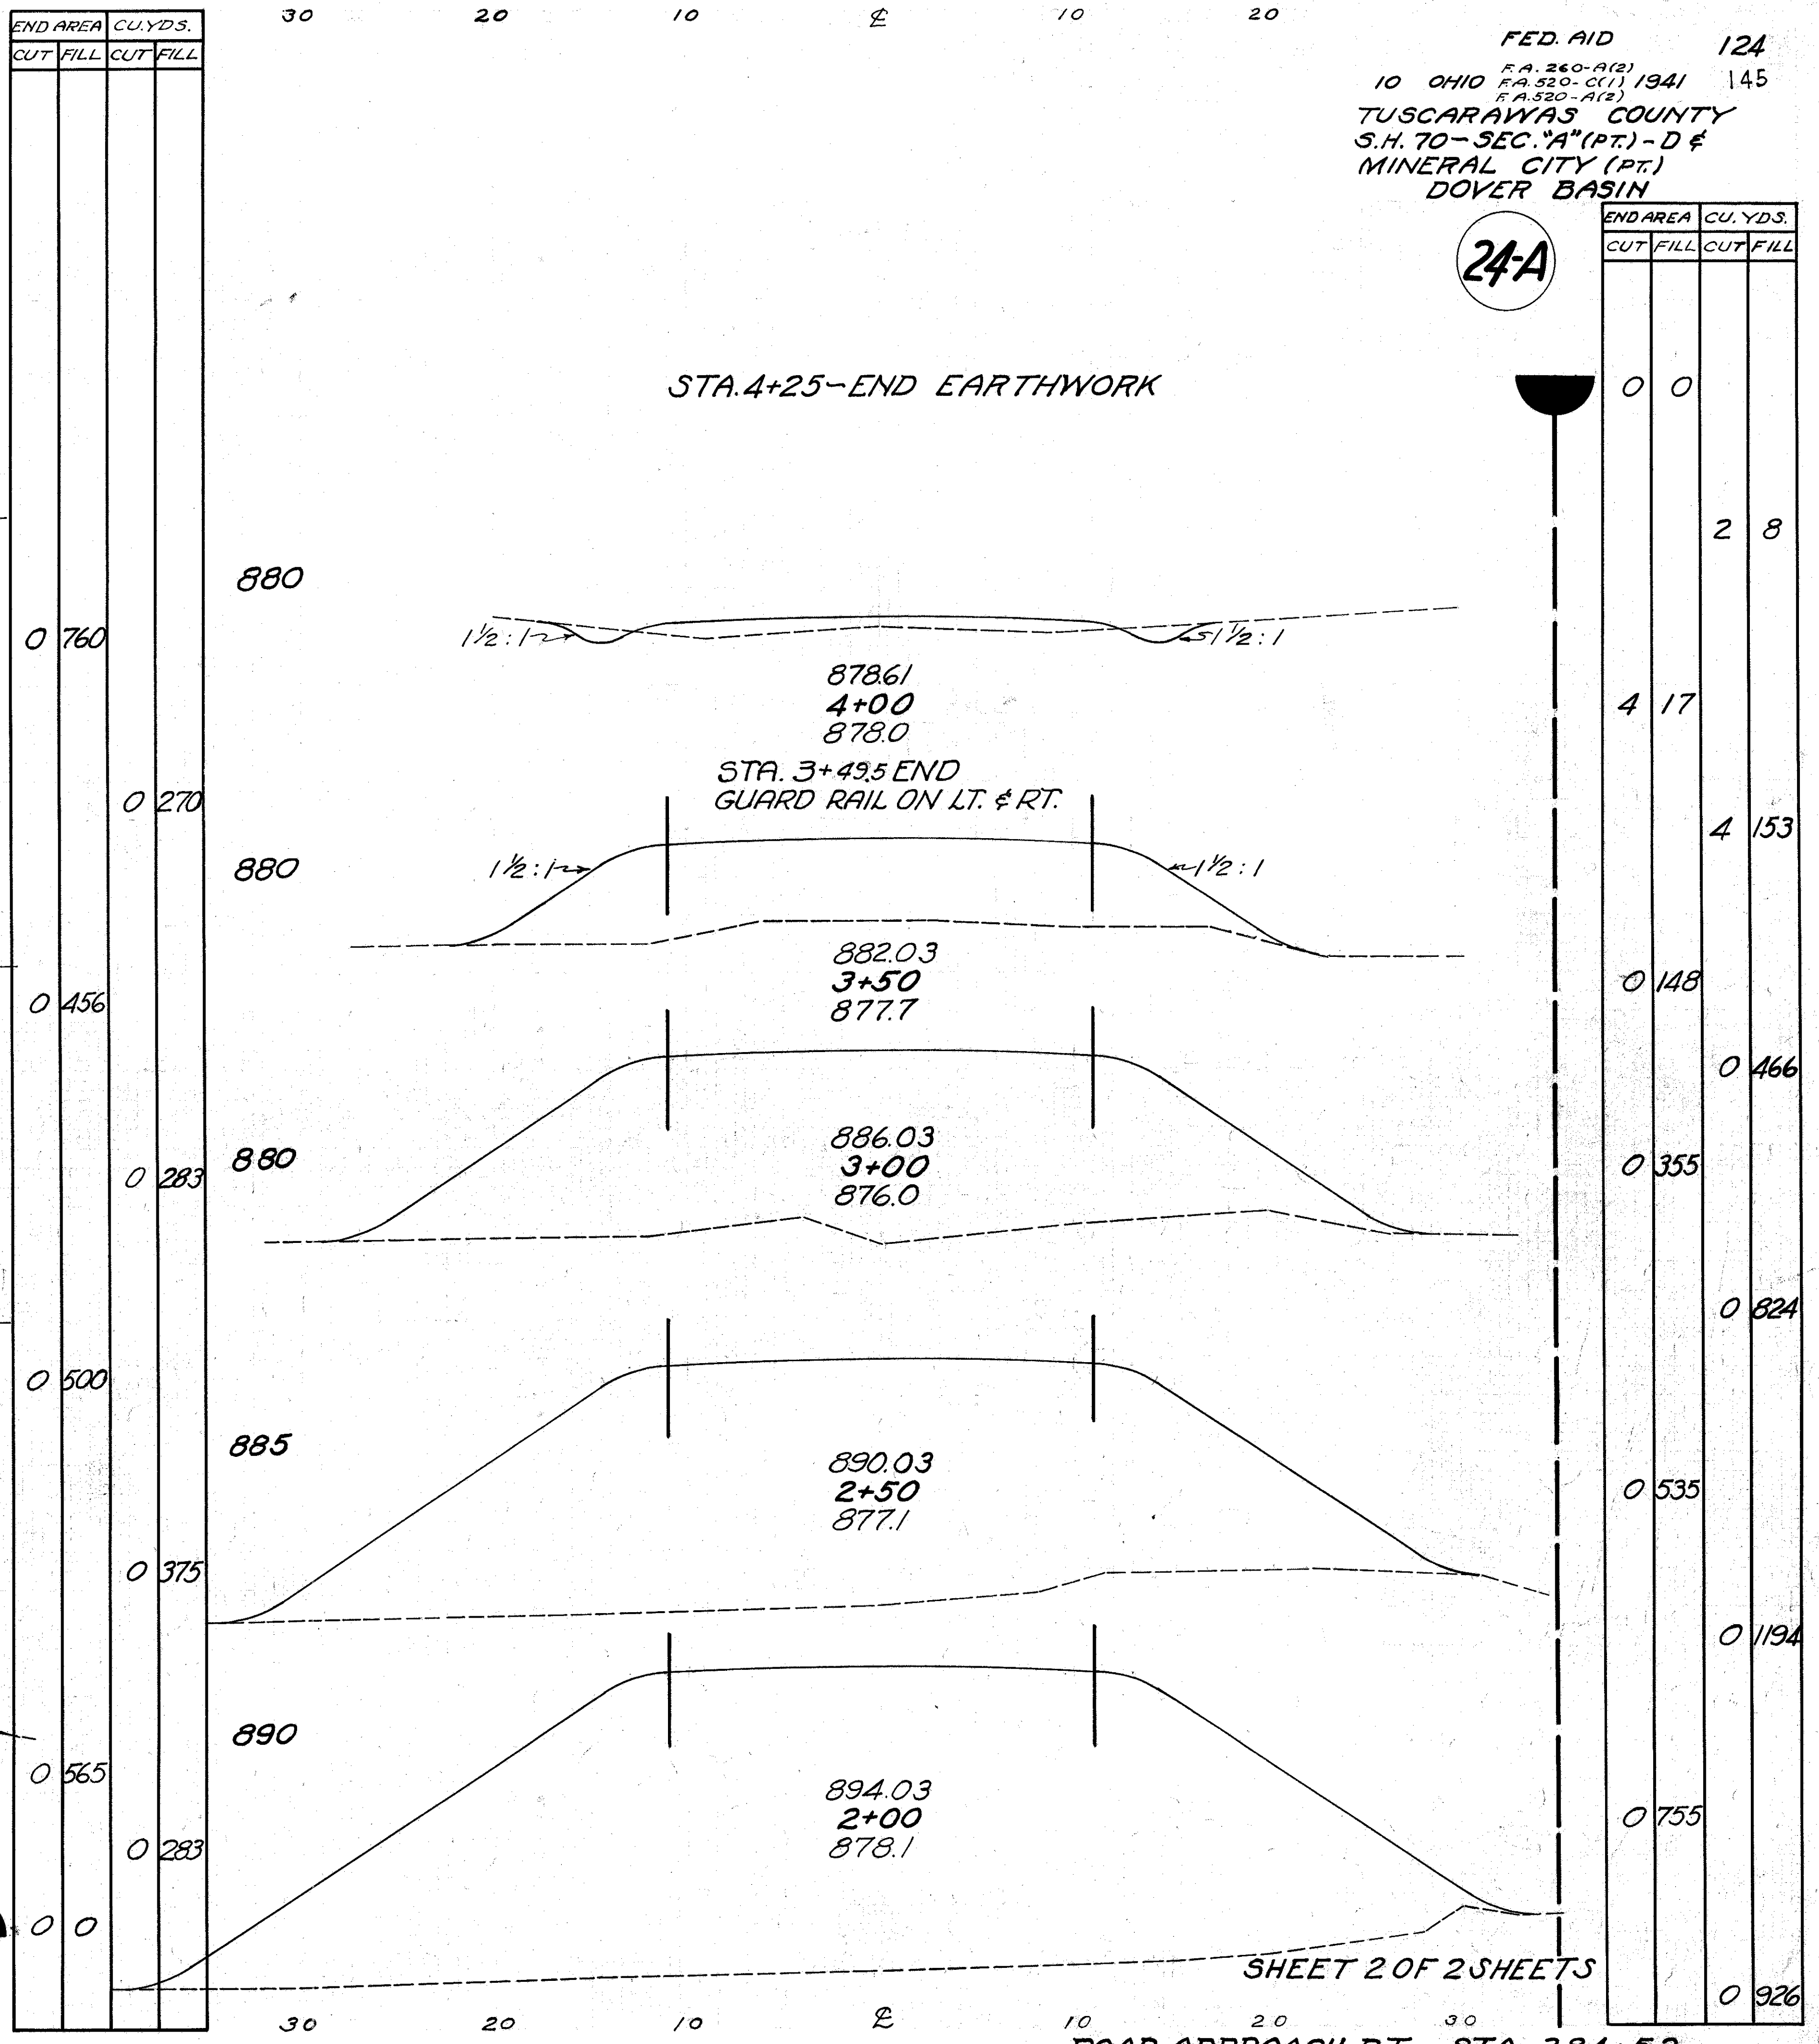 END AREA CU.YDS.
CUT FILL CUT FILL
30 20 10 ℄ 10 20
FED. AID 124
10 OHIO F.A. 260-A(2) F.A. 520-C(1) F.A. 520-A(2) 1941 145
TUSCARAWAS COUNTY
S.H. 70-SEC. "A" (PT.) - D &
MINERAL CITY (PT.)
DOVER BASIN
END AREA CU. YDS.
CUT FILL CUT FILL
24-A
STA. 4+25-END EARTHWORK
0 0
2 8
880
0 760
1 1/2 : 1 1 1/2 : 1
878.61
4+00
878.0
4 17
STA. 3+49.5 END
GUARD RAIL ON LT. & RT.
0 270
4 153
880
1 1/2 : 1 1 1/2 : 1
882.03
3+50
877.7
0 148
0 456
0 466
886.03
3+00
876.0
880
0 283
0 355
0 824
0 500
885
890.03
2+50
877.1
0 535
0 375
0 1194
890
0 565
894.03
2+00
878.1
0 755
0 283
0 0
SHEET 2 OF 2 SHEETS
0 926
30 20 10 ℄ 10 20 30